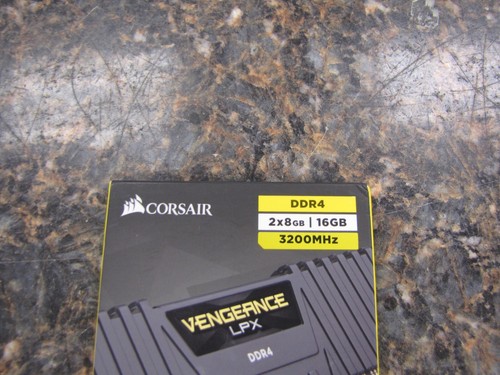 CORSAIR
DDR4
2x8GB | 16GB
3200MHz
VENGEANCE
LPX
DDR4